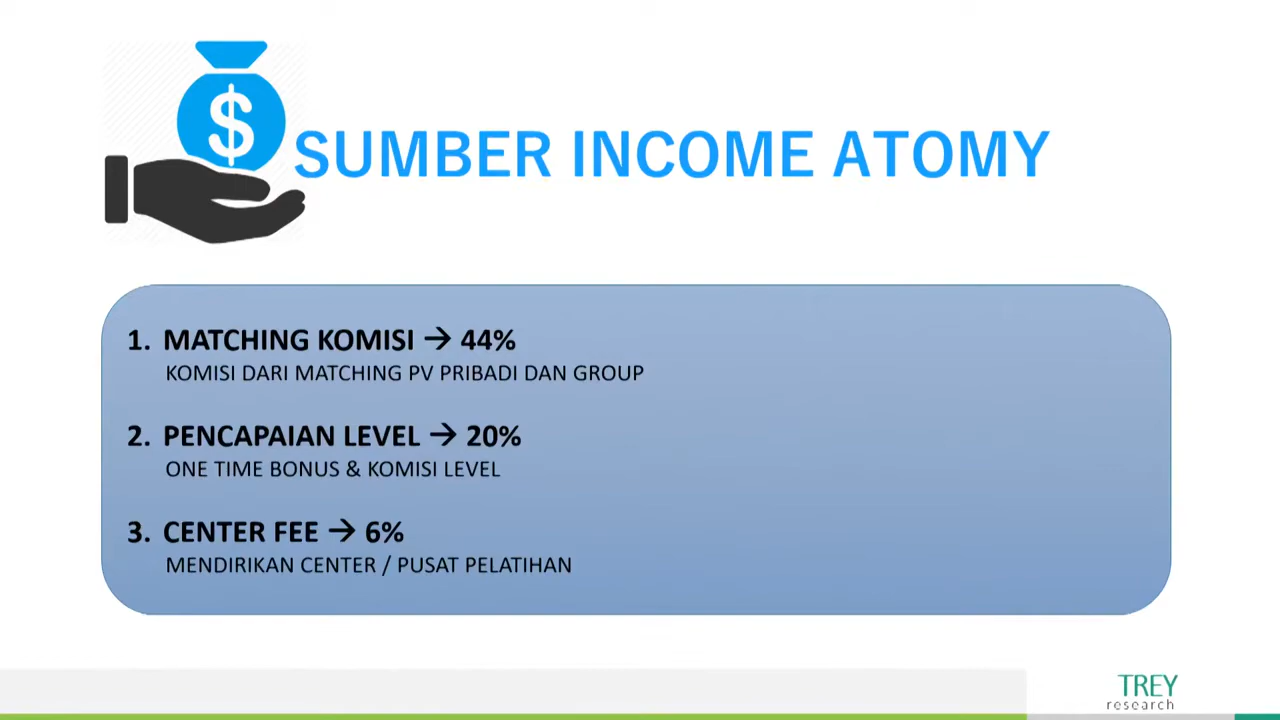 $
SUMBER INCOME ATOMY
1. MATCHING KOMISI → 44%
KOMISI DARI MATCHING PV PRIBADI DAN GROUP
2. PENCAPAIAN LEVEL → 20%
ONE TIME BONUS & KOMISI LEVEL
3. CENTER FEE → 6%
MENDIRIKAN CENTER / PUSAT PELATIHAN
TREY
research